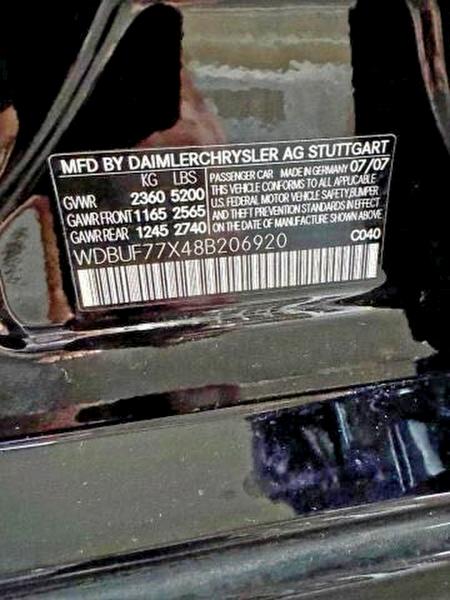 MFD BY DAIMLERCHRYSLER AG STUTTGART
KG LBS
GVWR 2360 5200
GAWR FRONT 1165 2565
GAWR REAR 1245 2740
PASSENGER CAR MADE IN GERMANY 07/07
THIS VEHICLE CONFORMS TO ALL APPLICABLE
U.S. FEDERAL MOTOR VEHICLE SAFETY, BUMPER,
AND THEFT PREVENTION STANDARDS IN EFFECT
ON THE DATE OF MANUFACTURE SHOWN ABOVE
WDBUF77X48B206920 C040